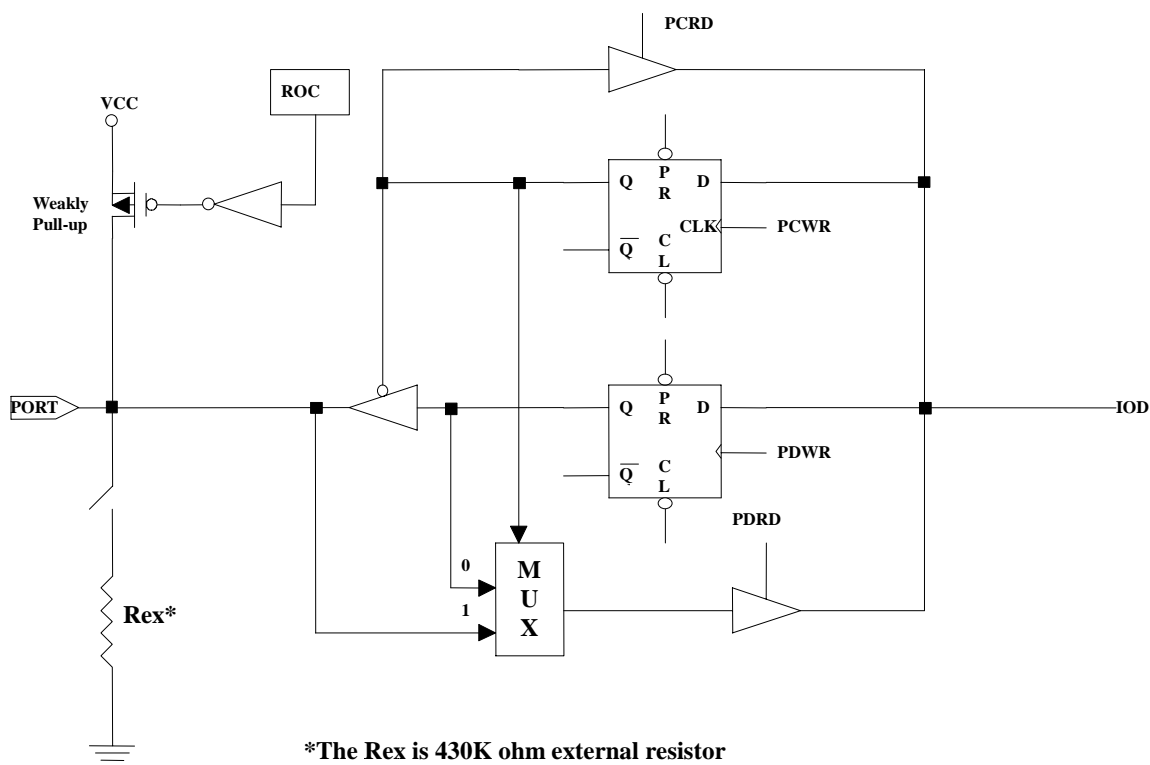 PCRD
ROC
VCC
Weakly
Pull-up
Q
P
R
D
CLK
PCWR
Q
C
L
PORT
Q
P
R
D
IOD
PDWR
Q
C
L
PDRD
0
1
M
U
X
Rex*
*The Rex is 430K ohm external resistor